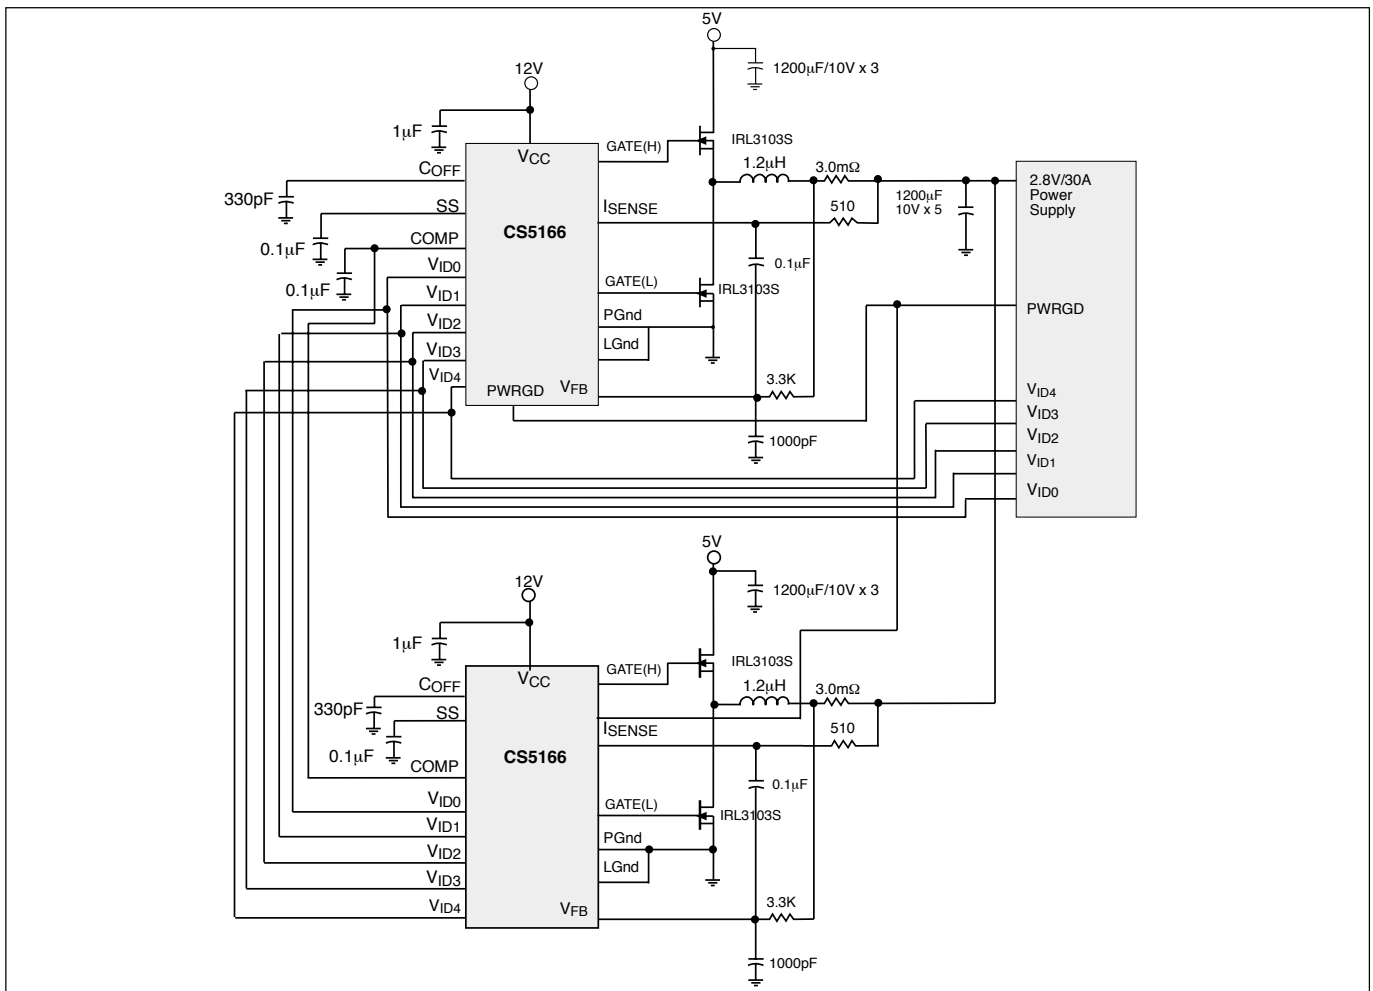 5V
1200µF/10V x 3
12V
1µF
VCC
GATE(H)
IRL3103S
COFF
330pF
1.2µH
3.0mΩ
SS
0.1µF
ISENSE
510
1200µF
10V x 5
2.8V/30A
Power
Supply
CS5166
COMP
0.1µF
0.1µF
VID0
VID1
GATE(L)
IRL3103S
VID2
PGnd
PWRGD
VID3
LGnd
VID4
PWRGD
VFB
3.3K
1000pF
VID4
VID3
VID2
VID1
VID0
5V
1200µF/10V x 3
12V
1µF
VCC
GATE(H)
IRL3103S
COFF
330pF
1.2µH
3.0mΩ
SS
0.1µF
ISENSE
510
CS5166
COMP
0.1µF
VID0
GATE(L)
IRL3103S
VID1
PGnd
VID2
LGnd
VID3
VID4
VFB
3.3K
1000pF